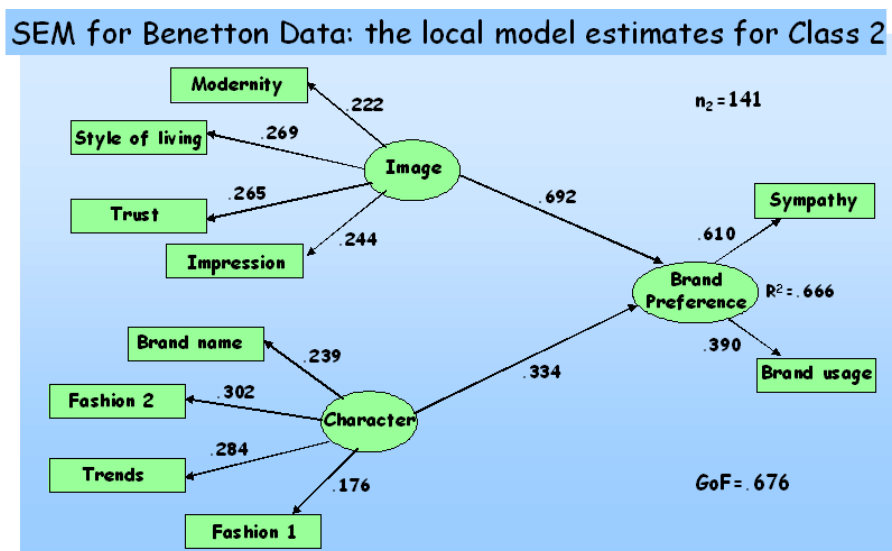 SEM for Benetton Data: the local model estimates for Class 2
Modernity
.222
n₂=141
Style of living
.269
Image
.692
Trust
.265
Sympathy
.610
.244
Impression
Brand
Preference
R²=.666
Brand name
.239
.334
.390
Brand usage
Fashion 2
.302
Character
.284
Trends
.176
GoF=.676
Fashion 1